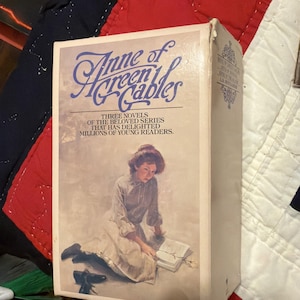 Anne of
Green
Gables
THREE NOVELS
OF THE BELOVED SERIES
THAT HAS DELIGHTED
MILLIONS OF YOUNG READERS.